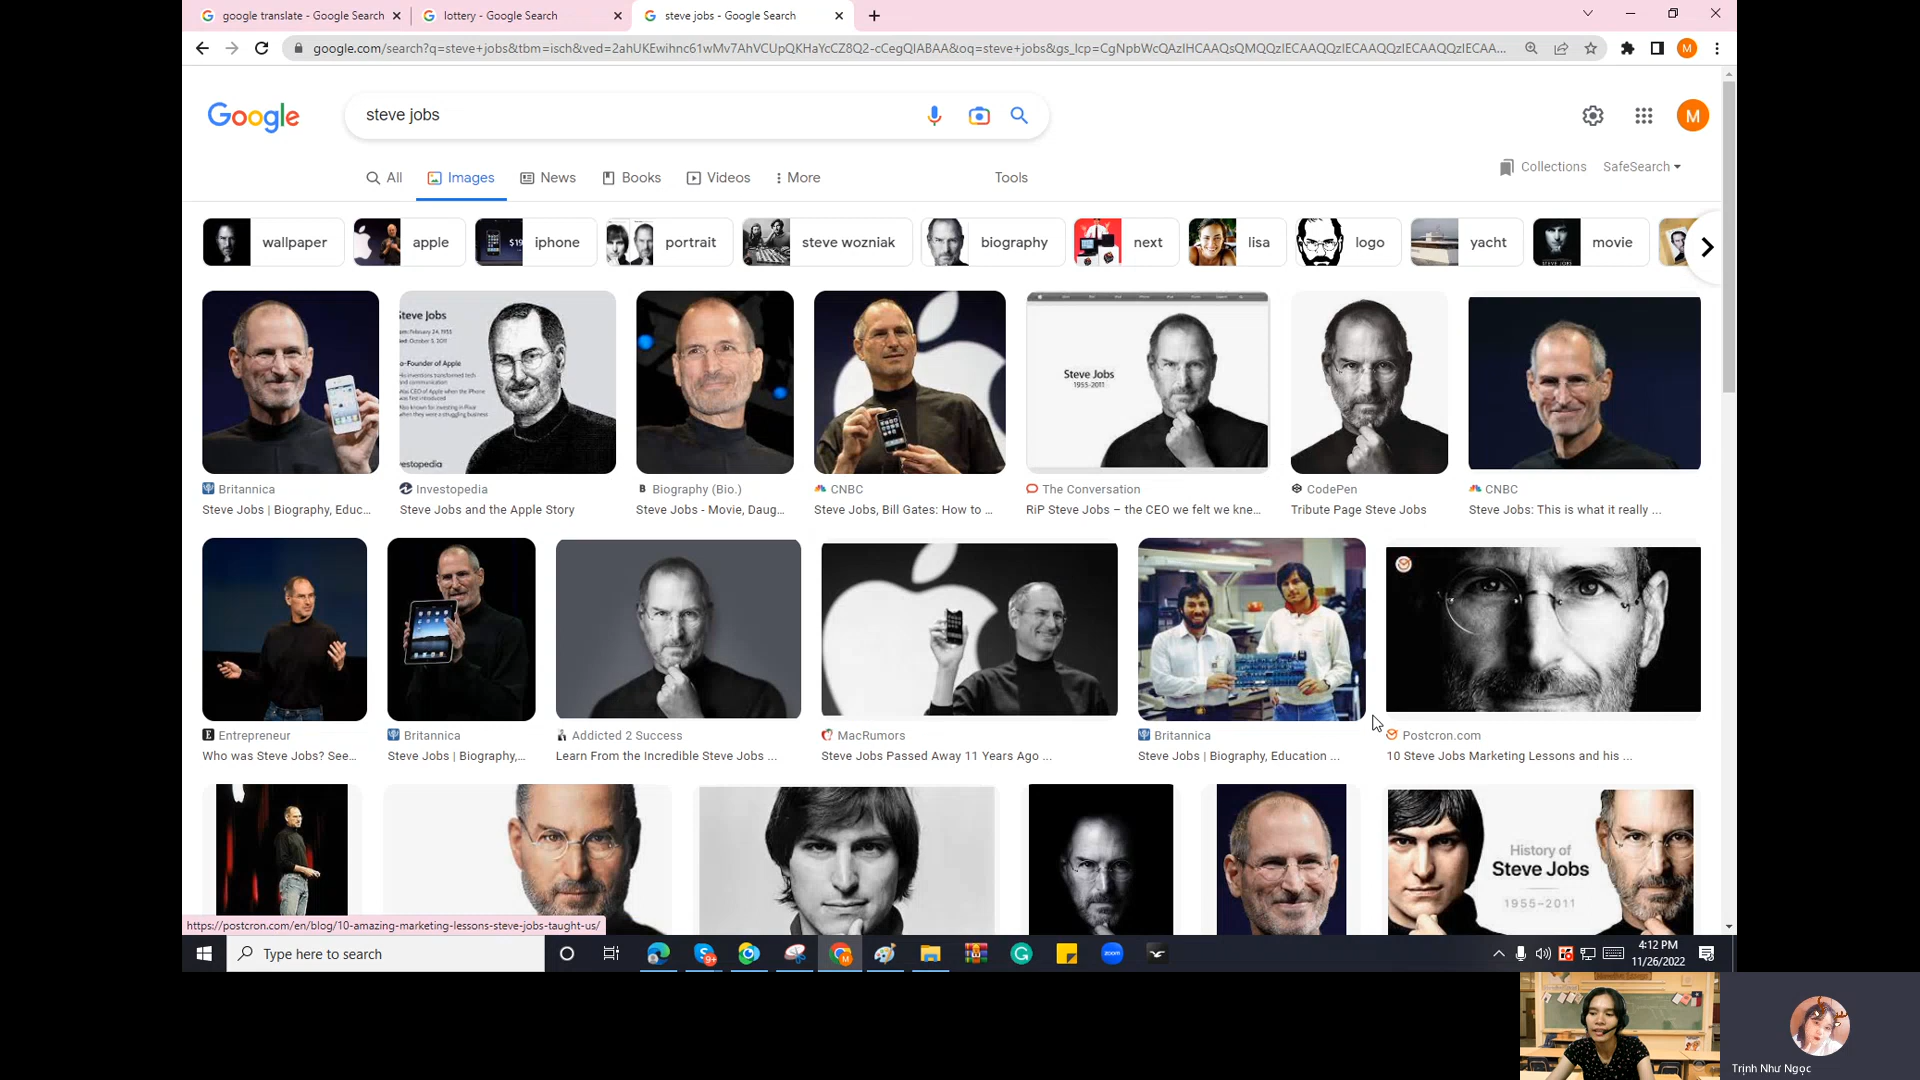 google translate - Google Search
lottery - Google Search
steve jobs - Google Search
google.com/search?q=steve+jobs&tbm=isch&ved=2ahUKEwihnc61wMv7AhVCUpQKHaYcCZ8Q2-cCegQIABAA&oq=steve+jobs&gs_lcp=CgNpbWcQAzIHCAAQsQMQQzIECAAQQzIECAAQQzIECAAQQzIECAA...
M
Google
steve jobs
M
All
Images
News
Books
Videos
More
Tools
Collections
SafeSearch
wallpaper
apple
iphone
portrait
steve wozniak
biography
next
lisa
logo
yacht
movie
Steve Jobs
Co-Founder of Apple
Steve Jobs
1955-2011
Britannica
Investopedia
Biography (Bio.)
CNBC
The Conversation
CodePen
CNBC
Steve Jobs | Biography, Educ...
Steve Jobs and the Apple Story
Steve Jobs - Movie, Daug...
Steve Jobs, Bill Gates: How to ...
RiP Steve Jobs – the CEO we felt we kne...
Tribute Page Steve Jobs
Steve Jobs: This is what it really ...
Entrepreneur
Britannica
Addicted 2 Success
MacRumors
Britannica
Postcron.com
Who was Steve Jobs? See...
Steve Jobs | Biography,...
Learn From the Incredible Steve Jobs ...
Steve Jobs Passed Away 11 Years Ago ...
Steve Jobs | Biography, Education ...
10 Steve Jobs Marketing Lessons and his ...
History of
Steve Jobs
1955-2011
https://postcron.com/en/blog/10-amazing-marketing-lessons-steve-jobs-taught-us/
Type here to search
9+
zoom
4:12 PM
11/26/2022
Trịnh Như Ngọc